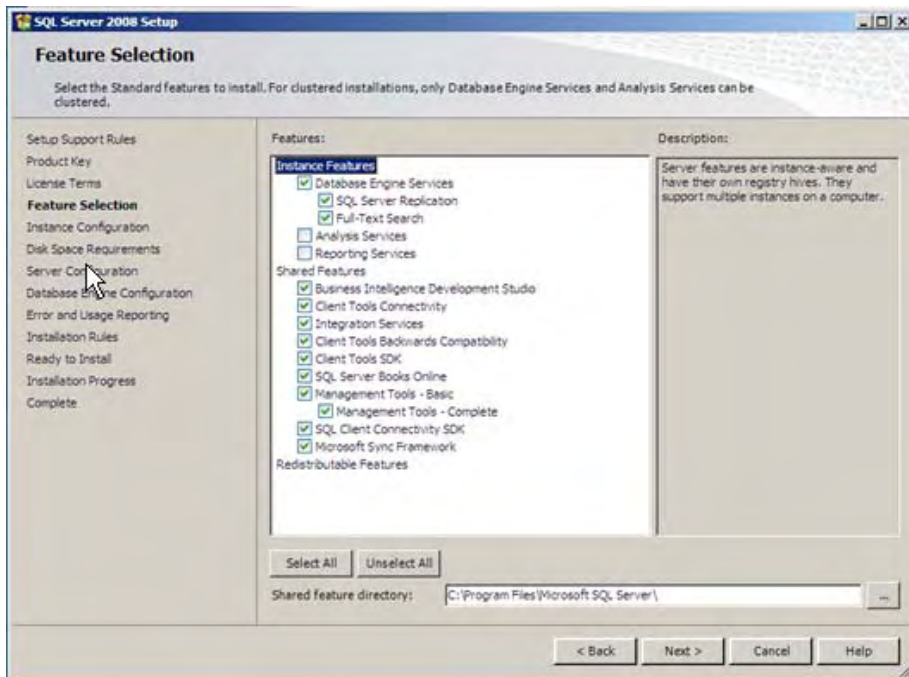 SQL Server 2008 Setup
Feature Selection
Select the Standard features to install. For clustered installations, only Database Engine Services and Analysis Services can be
clustered.
Setup Support Rules
Product Key
License Terms
Feature Selection
Instance Configuration
Disk Space Requirements
Server Configuration
Database Engine Configuration
Error and Usage Reporting
Installation Rules
Ready to Install
Installation Progress
Complete
Features:
Instance Features
Database Engine Services
SQL Server Replication
Full-Text Search
Analysis Services
Reporting Services
Shared Features
Business Intelligence Development Studio
Client Tools Connectivity
Integration Services
Client Tools Backwards Compatibility
Client Tools SDK
SQL Server Books Online
Management Tools - Basic
Management Tools - Complete
SQL Client Connectivity SDK
Microsoft Sync Framework
Redistributable Features
Description:
Server features are instance-aware and
have their own registry hives. They
support multiple instances on a computer.
Select All
Unselect All
Shared feature directory:
C:\Program Files\Microsoft SQL Server\
...
< Back
Next >
Cancel
Help